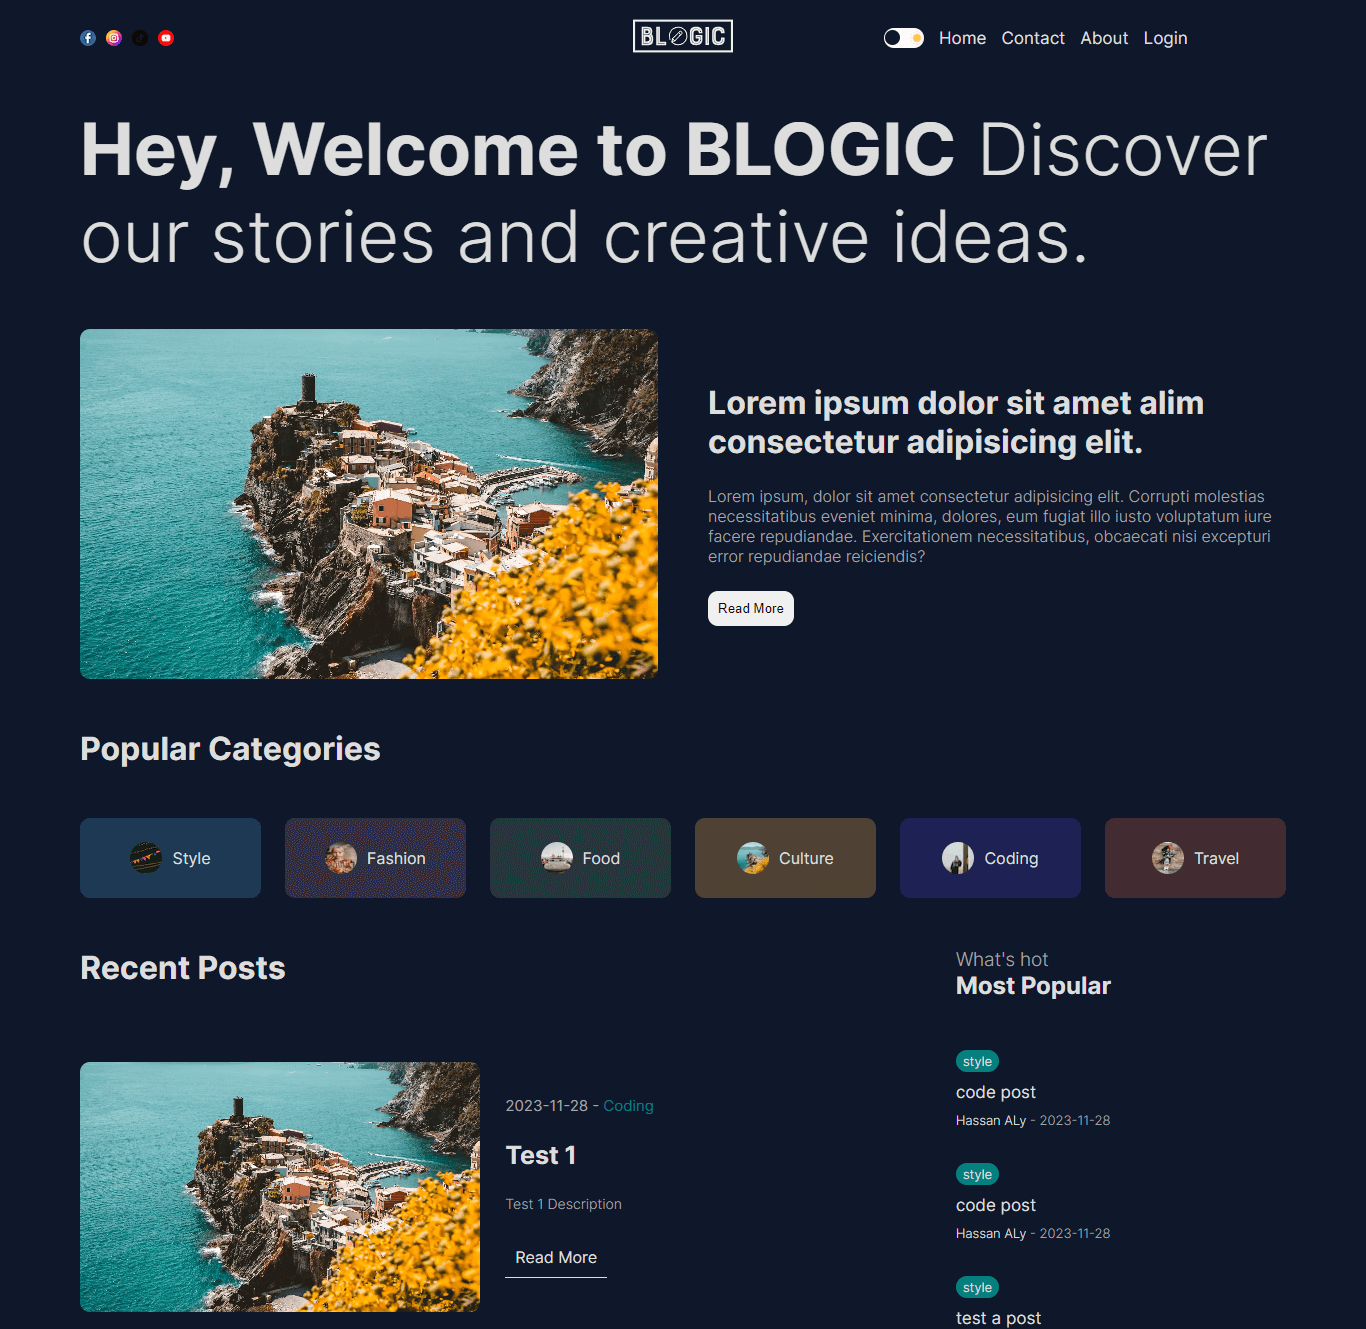 BLOGIC
Home Contact About Login
Hey, Welcome to BLOGIC Discover
our stories and creative ideas.
Lorem ipsum dolor sit amet alim
consectetur adipisicing elit.
Lorem ipsum, dolor sit amet consectetur adipisicing elit. Corrupti molestias
necessitatibus eveniet minima, dolores, eum fugiat illo iusto voluptatum iure
facere repudiandae. Exercitationem necessitatibus, obcaecati nisi excepturi
error repudiandae reiciendis?
Read More
Popular Categories
Style
Fashion
Food
Culture
Coding
Travel
Recent Posts
2023-11-28 - Coding
Test 1
Test 1 Description
Read More
What's hot
Most Popular
style
code post
Hassan ALy - 2023-11-28
style
code post
Hassan ALy - 2023-11-28
style
test a post